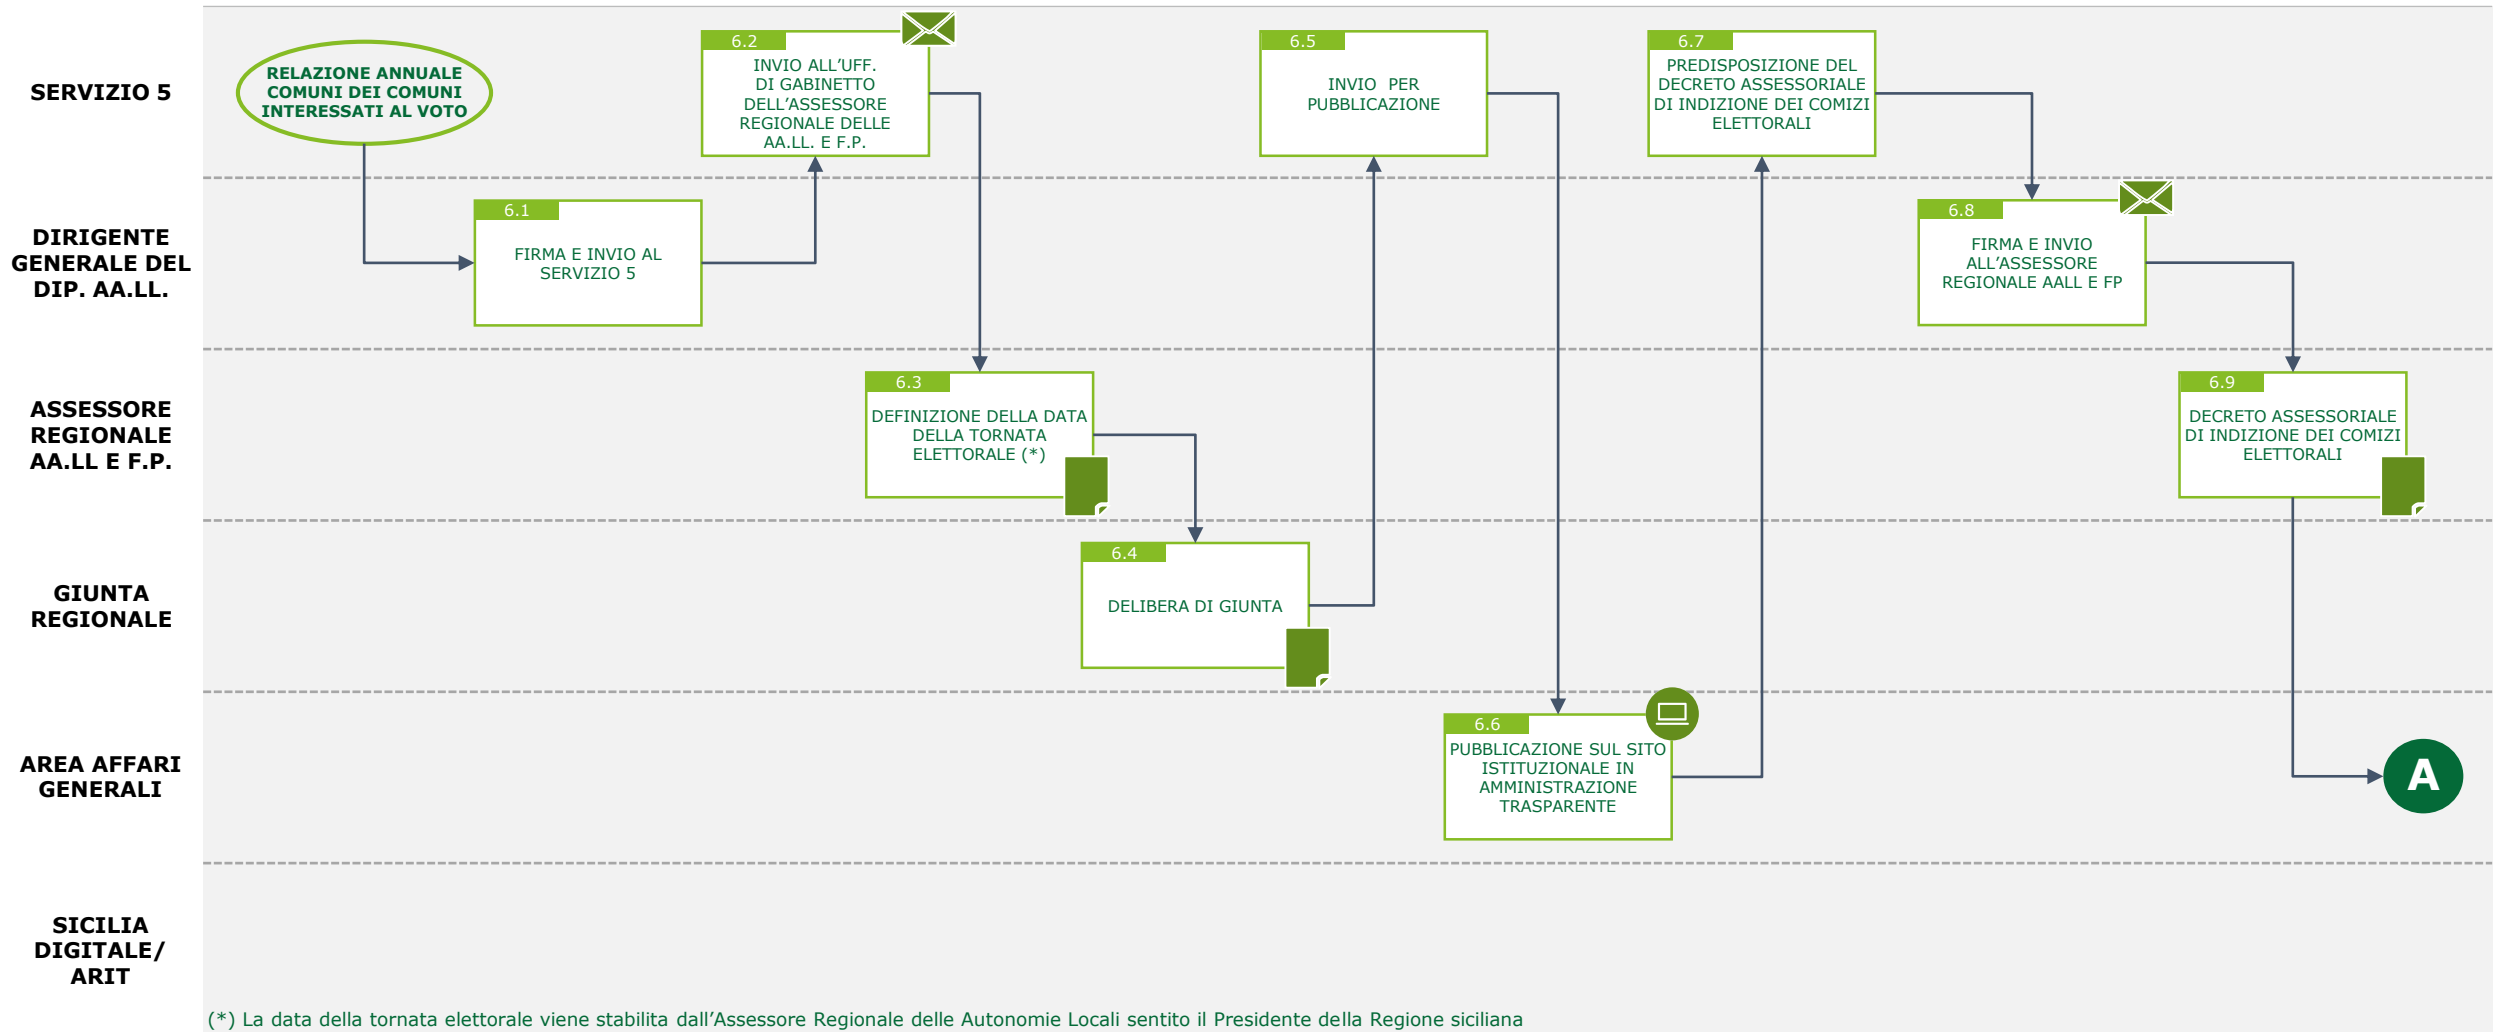 SERVIZIO 5
RELAZIONE ANNUALE
COMUNI DEI COMUNI
INTERESSATI AL VOTO
6.2
INVIO ALL'UFF.
DI GABINETTO
DELL'ASSESSORE
REGIONALE DELLE
AA.LL. E F.P.
6.5
INVIO PER
PUBBLICAZIONE
6.7
PREDISPOSIZIONE DEL
DECRETO ASSESSORIALE
DI INDIZIONE DEI COMIZI
ELETTORALI
DIRIGENTE
GENERALE DEL
DIP. AA.LL.
6.1
FIRMA E INVIO AL
SERVIZIO 5
6.8
FIRMA E INVIO
ALL'ASSESSORE
REGIONALE AALL E FP
ASSESSORE
REGIONALE
AA.LL E F.P.
6.3
DEFINIZIONE DELLA DATA
DELLA TORNATA
ELETTORALE (*)
6.9
DECRETO ASSESSORIALE
DI INDIZIONE DEI COMIZI
ELETTORALI
GIUNTA
REGIONALE
6.4
DELIBERA DI GIUNTA
AREA AFFARI
GENERALI
6.6
PUBBLICAZIONE SUL SITO
ISTITUZIONALE IN
AMMINISTRAZIONE
TRASPARENTE
A
SICILIA
DIGITALE/
ARIT
(*) La data della tornata elettorale viene stabilita dall'Assessore Regionale delle Autonomie Locali sentito il Presidente della Regione siciliana